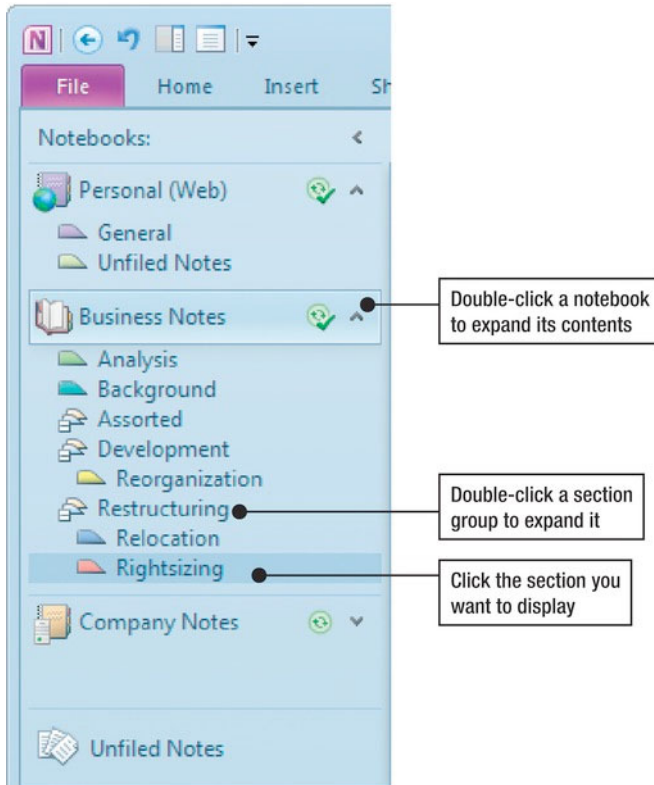 N
File Home Insert Sh
Notebooks:
Personal (Web)
General
Unfiled Notes
Business Notes
Double-click a notebook
to expand its contents
Analysis
Background
Assorted
Development
Reorganization
Restructuring
Double-click a section
group to expand it
Relocation
Rightsizing
Click the section you
want to display
Company Notes
Unfiled Notes